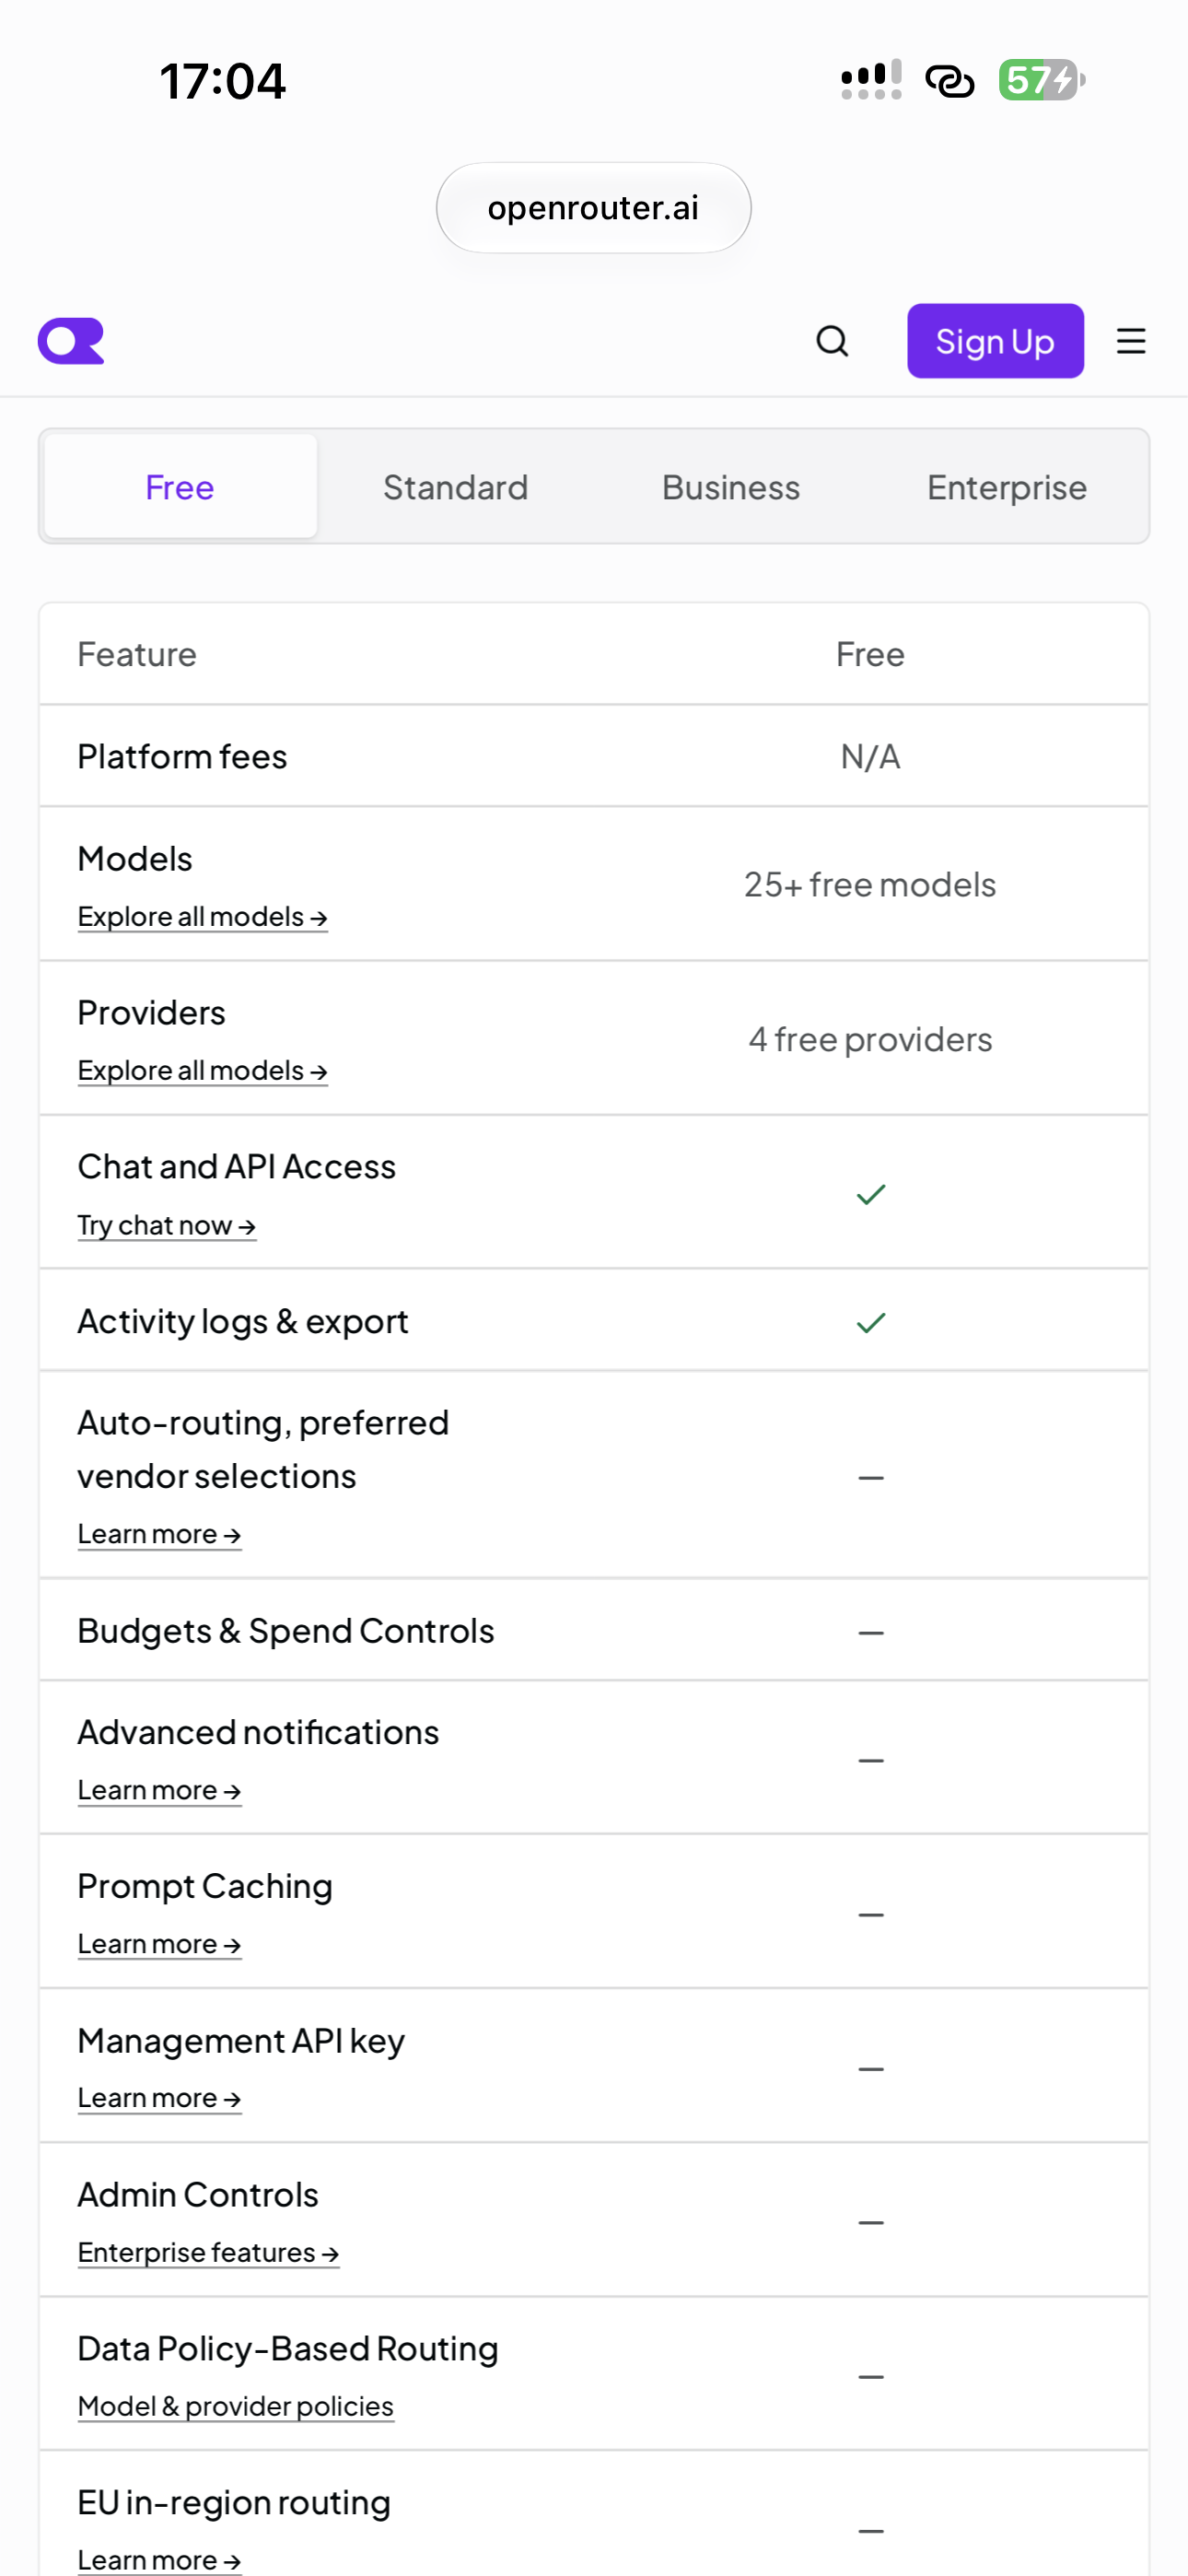 17:04
57
openrouter.ai
Sign Up
Free
Standard
Business
Enterprise
Feature
Free
Platform fees
N/A
Models
Explore all models →
25+ free models
Providers
Explore all models →
4 free providers
Chat and API Access
Try chat now →
Activity logs & export
Auto-routing, preferred
vendor selections
Learn more →
—
Budgets & Spend Controls
—
Advanced notifications
Learn more →
—
Prompt Caching
Learn more →
—
Management API key
Learn more →
—
Admin Controls
Enterprise features →
—
Data Policy-Based Routing
Model & provider policies
—
EU in-region routing
Learn more →
—